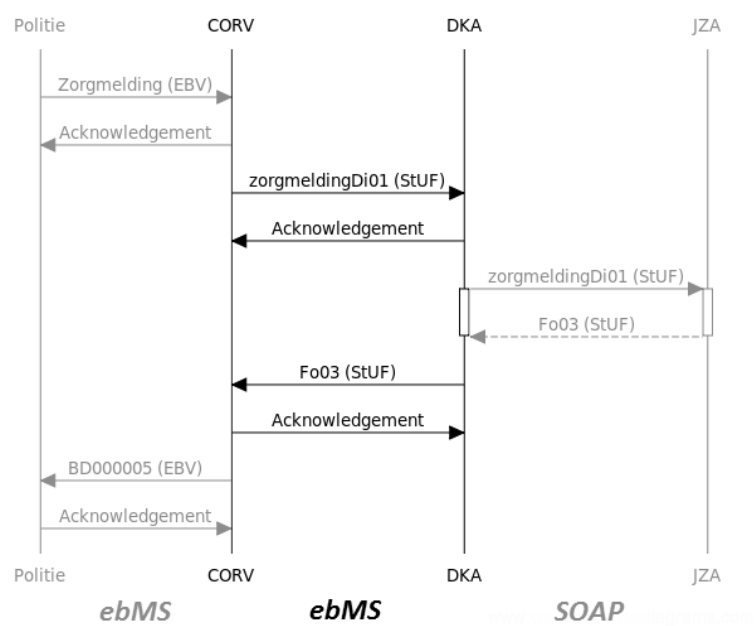 Politie CORV DKA JZA
Zorgmelding (EBV)
Acknowledgement
zorgmeldingDi01 (StUF)
Acknowledgement
zorgmeldingDi01 (StUF)
Fo03 (StUF)
Fo03 (StUF)
Acknowledgement
BD000005 (EBV)
Acknowledgement
Politie CORV DKA JZA
ebMS ebMS SOAP